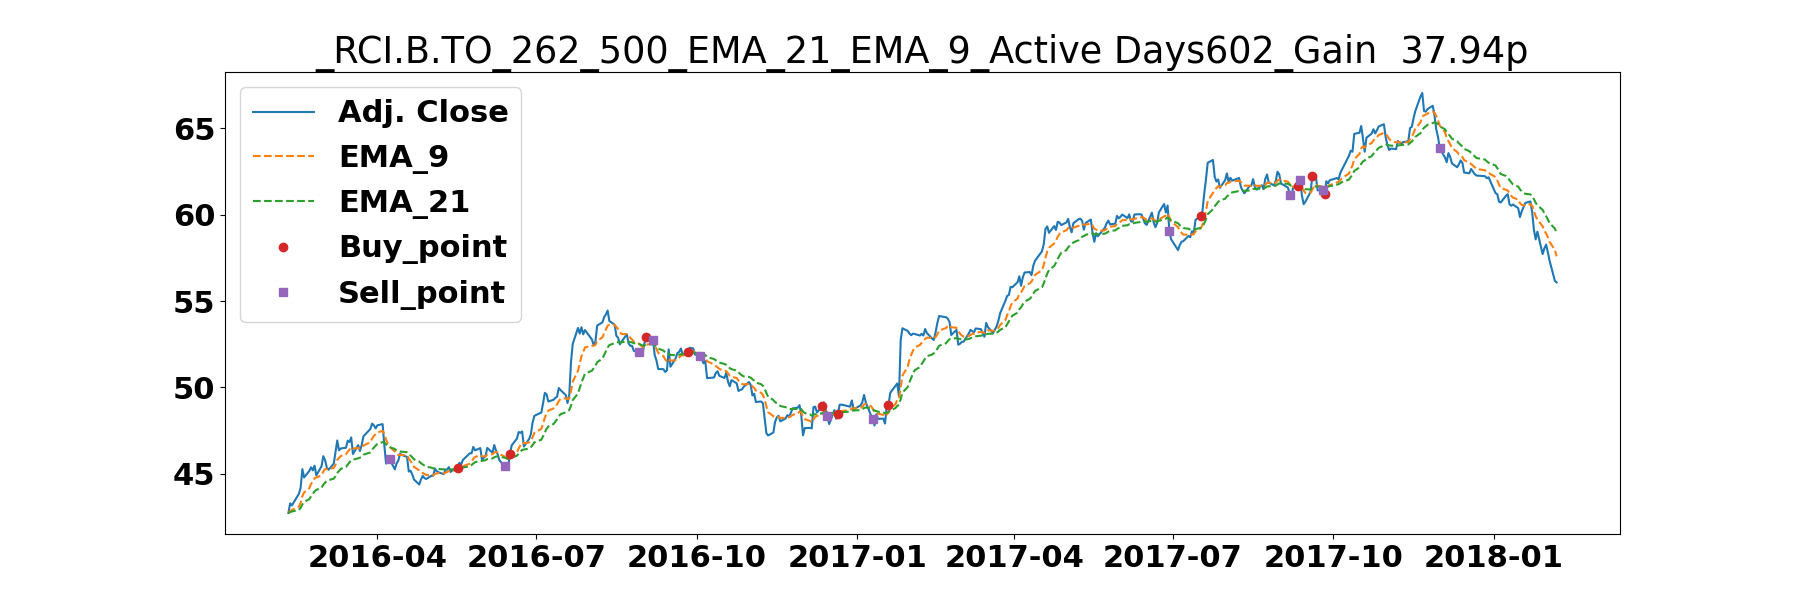 _RCI.B.TO_262_500_EMA_21_EMA_9_Active Days602_Gain  37.94p
Adj. Close
EMA_9
EMA_21
Buy_point
Sell_point
65
60
55
50
45
2016-04
2016-07
2016-10
2017-01
2017-04
2017-07
2017-10
2018-01